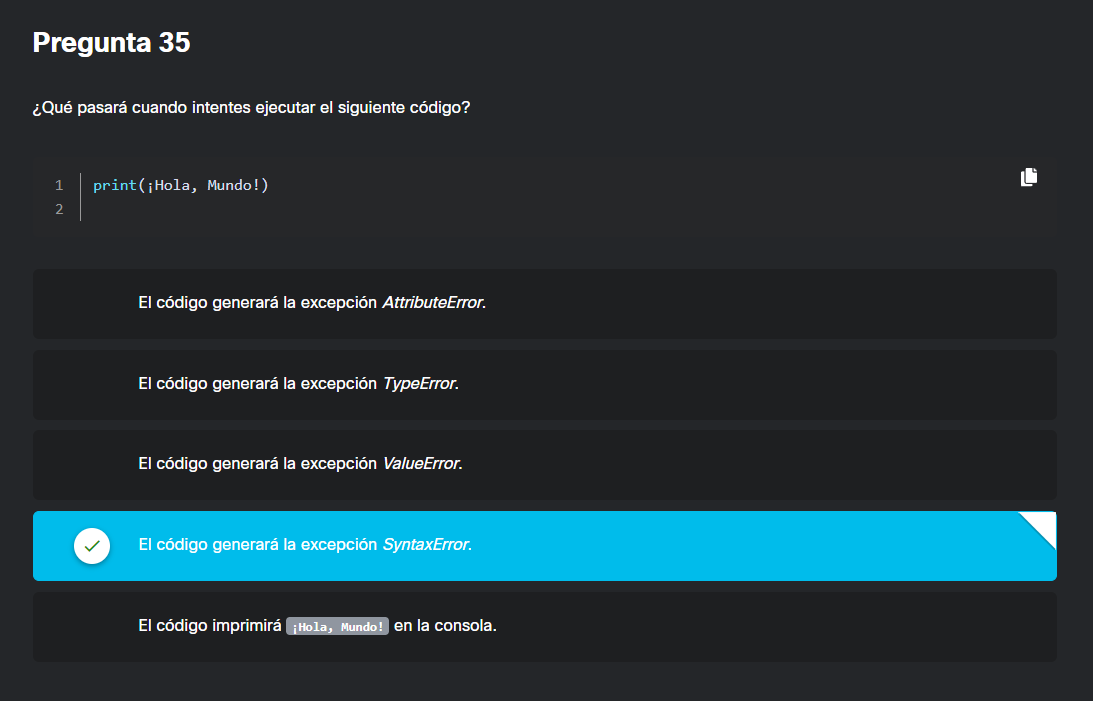 Pregunta 35
¿Qué pasará cuando intentes ejecutar el siguiente código?
1 print(¡Hola, Mundo!)
2
El código generará la excepción AttributeError.
El código generará la excepción TypeError.
El código generará la excepción ValueError.
El código generará la excepción SyntaxError.
El código imprimirá ¡Hola, Mundo! en la consola.